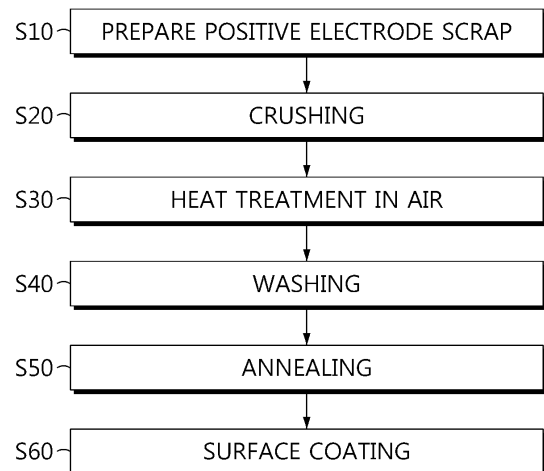 S10 PREPARE POSITIVE ELECTRODE SCRAP
S20 CRUSHING
S30 HEAT TREATMENT IN AIR
S40 WASHING
S50 ANNEALING
S60 SURFACE COATING